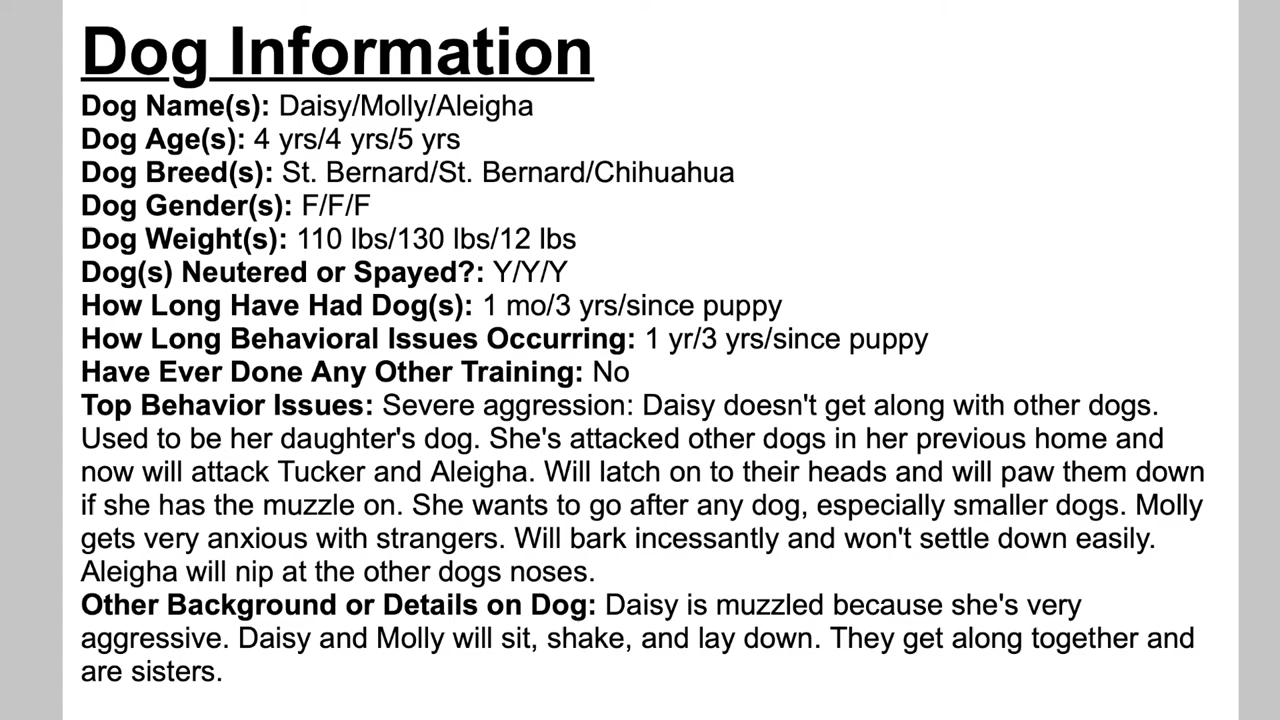 Dog Information
Dog Name(s): Daisy/Molly/Aleigha
Dog Age(s): 4 yrs/4 yrs/5 yrs
Dog Breed(s): St. Bernard/St. Bernard/Chihuahua
Dog Gender(s): F/F/F
Dog Weight(s): 110 lbs/130 lbs/12 lbs
Dog(s) Neutered or Spayed?: Y/Y/Y
How Long Have Had Dog(s): 1 mo/3 yrs/since puppy
How Long Behavioral Issues Occurring: 1 yr/3 yrs/since puppy
Have Ever Done Any Other Training: No
Top Behavior Issues: Severe aggression: Daisy doesn't get along with other dogs.
Used to be her daughter's dog. She's attacked other dogs in her previous home and
now will attack Tucker and Aleigha. Will latch on to their heads and will paw them down
if she has the muzzle on. She wants to go after any dog, especially smaller dogs. Molly
gets very anxious with strangers. Will bark incessantly and won't settle down easily.
Aleigha will nip at the other dogs noses.
Other Background or Details on Dog: Daisy is muzzled because she's very
aggressive. Daisy and Molly will sit, shake, and lay down. They get along together and
are sisters.